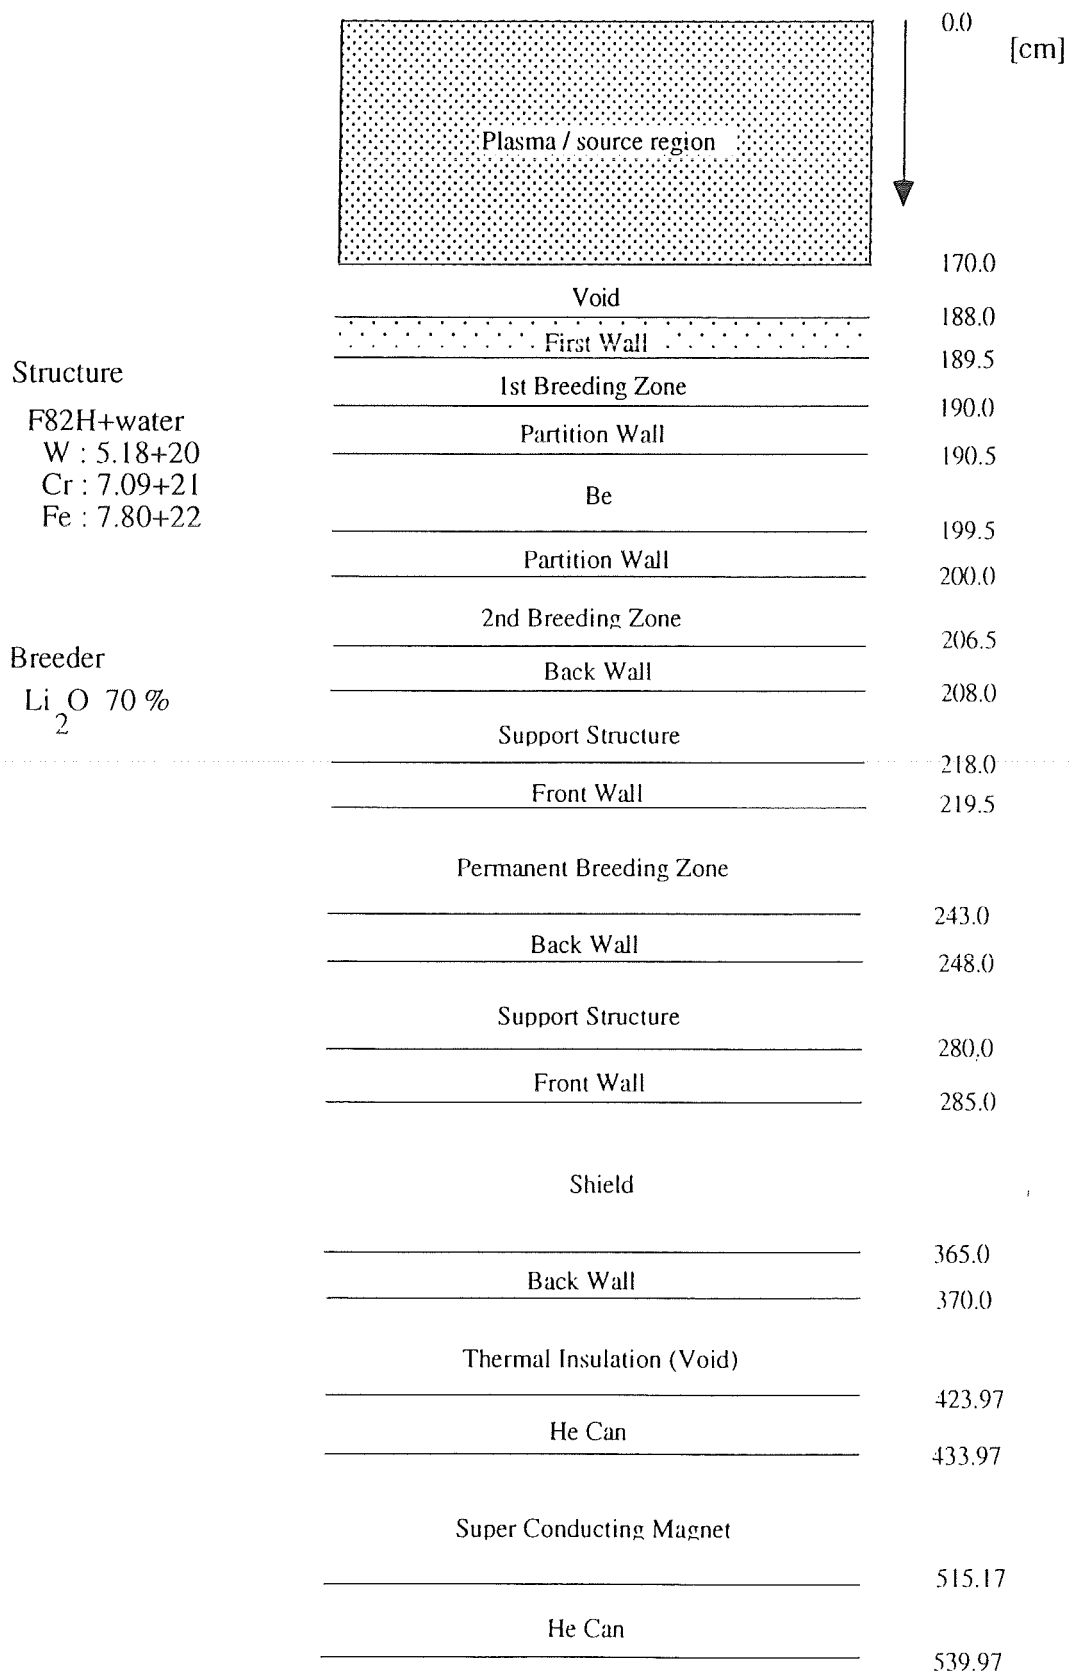 0.0
[cm]
Plasma / source region
170.0
Void
188.0
First Wall
189.5
Structure
1st Breeding Zone
190.0
F82H+water
Partition Wall
W : 5.18+20
190.5
Cr : 7.09+21
Be
Fe : 7.80+22
199.5
Partition Wall
200.0
2nd Breeding Zone
206.5
Breeder
Back Wall
Li2O 70 %
208.0
Support Structure
218.0
Front Wall
219.5
Permanent Breeding Zone
243.0
Back Wall
248.0
Support Structure
280.0
Front Wall
285.0
Shield
365.0
Back Wall
370.0
Thermal Insulation (Void)
423.97
He Can
433.97
Super Conducting Magnet
515.17
He Can
539.97